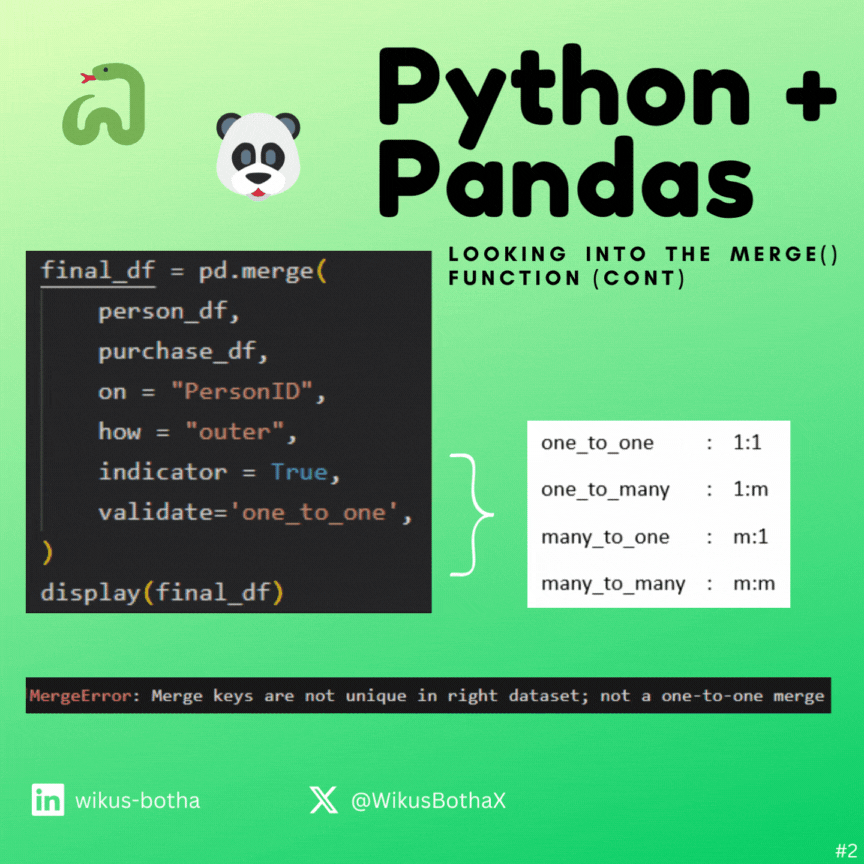 Python +
Pandas
LOOKING INTO THE MERGE()
FUNCTION (CONT)
final_df = pd.merge(
    person_df,
    purchase_df,
    on = "PersonID",
    how = "outer",
    indicator = True,
    validate='one_to_one',
)
display(final_df)
one_to_one : 1:1
one_to_many : 1:m
many_to_one : m:1
many_to_many : m:m
MergeError: Merge keys are not unique in right dataset; not a one-to-one merge
in wikus-botha
X @WikusBothaX
#2